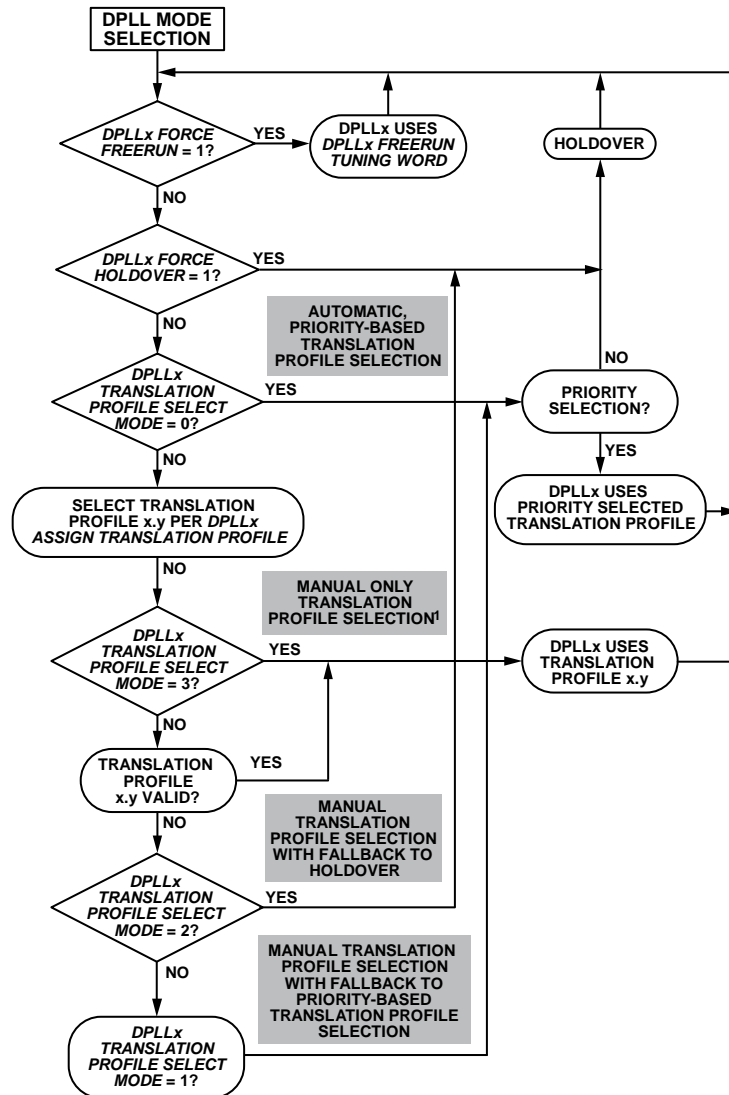 DPLL MODE
SELECTION
DPLLx FORCE
FREERUN = 1?
YES
DPLLx USES
DPLLx FREERUN
TUNING WORD
HOLDOVER
NO
DPLLx FORCE
HOLDOVER = 1?
YES
NO
AUTOMATIC,
PRIORITY-BASED
TRANSLATION
PROFILE SELECTION
DPLLx
TRANSLATION
PROFILE SELECT
MODE = 0?
YES
NO
PRIORITY
SELECTION?
YES
NO
SELECT TRANSLATION
PROFILE x.y PER DPLLx
ASSIGN TRANSLATION PROFILE
DPLLx USES
PRIORITY SELECTED
TRANSLATION PROFILE
NO
MANUAL ONLY
TRANSLATION
PROFILE SELECTION1
DPLLx
TRANSLATION
PROFILE SELECT
MODE = 3?
YES
DPLLx USES
TRANSLATION
PROFILE x.y
NO
TRANSLATION
PROFILE
x.y VALID?
YES
NO
MANUAL
TRANSLATION
PROFILE SELECTION
WITH FALLBACK TO
HOLDOVER
DPLLx
TRANSLATION
PROFILE SELECT
MODE = 2?
YES
NO
MANUAL TRANSLATION
PROFILE SELECTION
WITH FALLBACK TO
PRIORITY-BASED
TRANSLATION PROFILE
SELECTION
DPLLx
TRANSLATION
PROFILE SELECT
MODE = 1?